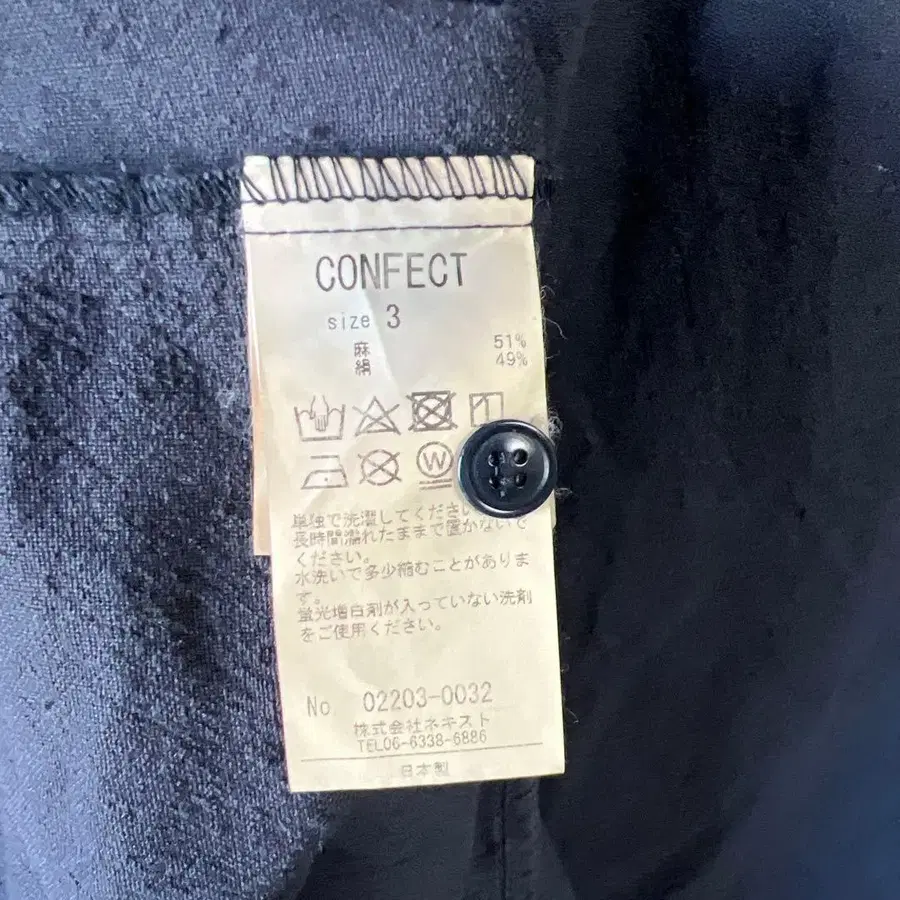 CONFECT
size 3
麻 51%
絹 49%
W
単独で洗濯してください
長時間濡れたままで置かないで
ください。
水洗いで多少縮むことがありま
す。
蛍光増白剤が入っていない洗剤
をご使用ください。
No 02203-0032
株式会社ネキスト
TEL06-6338-6886
日本製